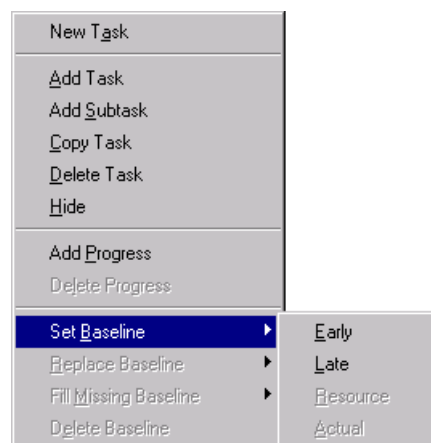 New Task
Add Task
Add Subtask
Copy Task
Delete Task
Hide
Add Progress
Delete Progress
Set Baseline
Replace Baseline
Fill Missing Baseline
Delete Baseline
Early
Late
Resource
Actual